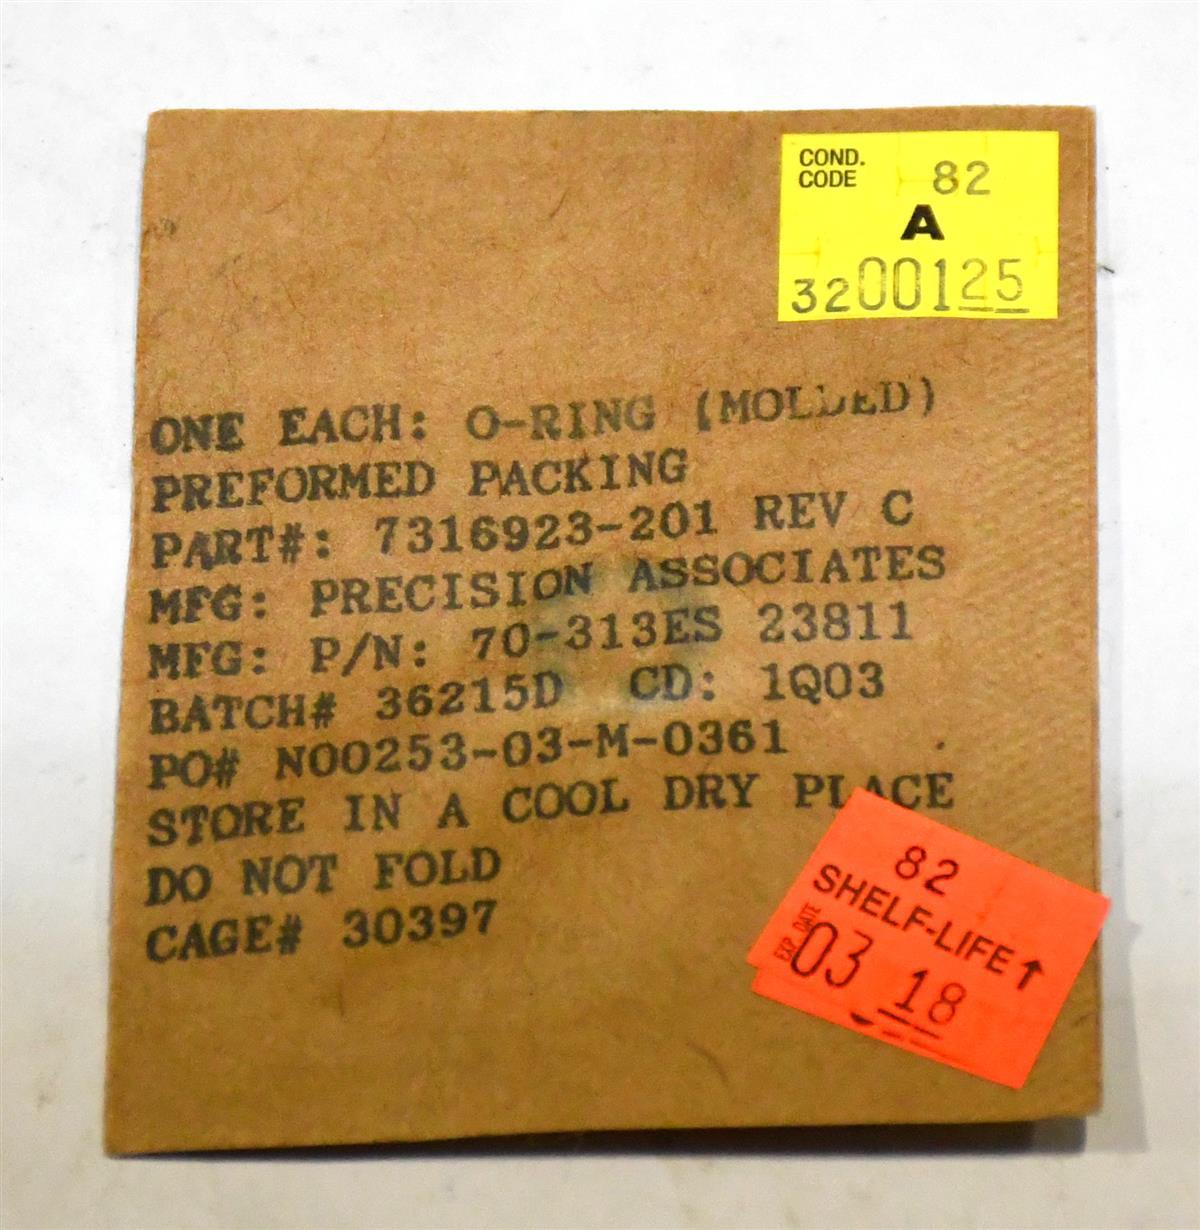 COND. CODE 82
A
3200125
ONE EACH: O-RING (MOLDED)
PREFORMED PACKING
PART#: 7316923-201 REV C
MFG: PRECISION ASSOCIATES
MFG: P/N: 70-313ES 23811
BATCH# 36215D CD: 1Q03
PO# N00253-03-M-0361
STORE IN A COOL DRY PLACE
DO NOT FOLD
CAGE# 30397
82
SHELF-LIFE↑
EXP. DATE 03 18